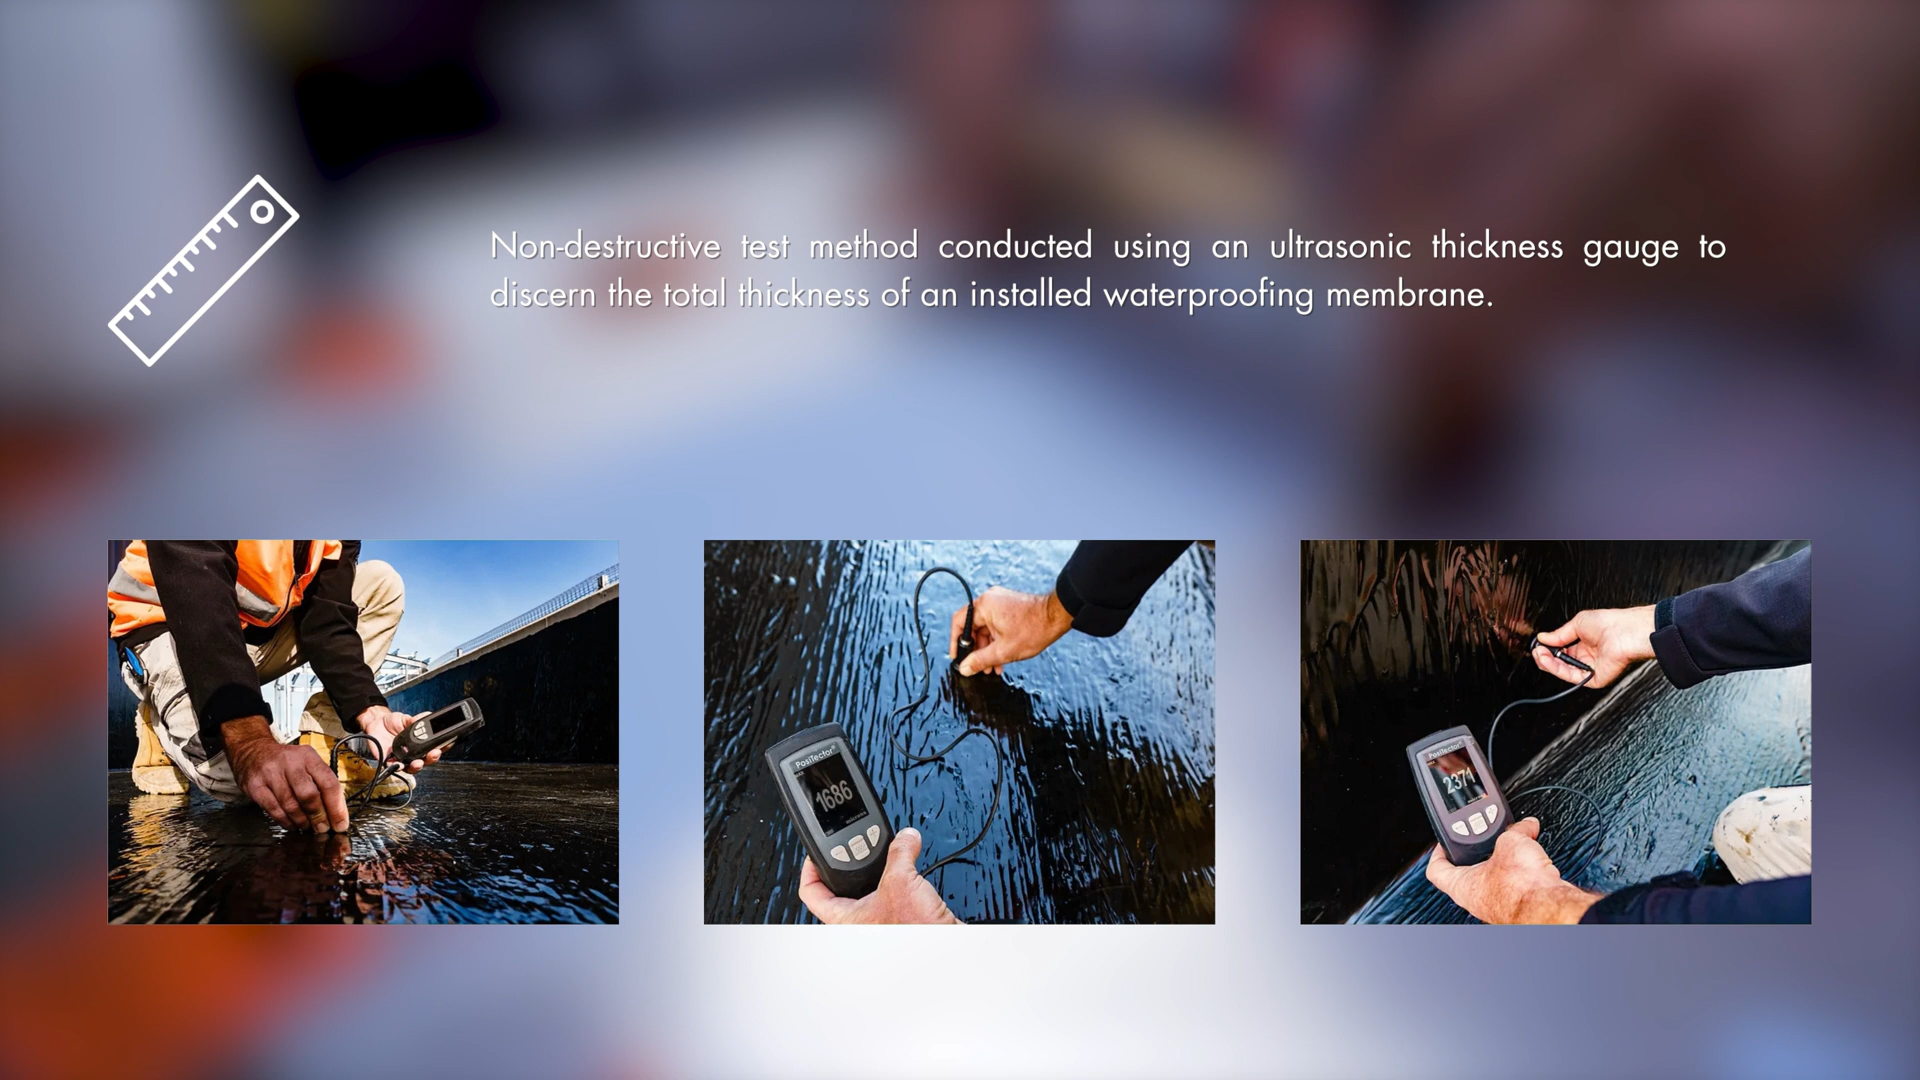 Non-destructive test method conducted using an ultrasonic thickness gauge to
discern the total thickness of an installed waterproofing membrane.
PosiTector
1686
PosiTector
2371